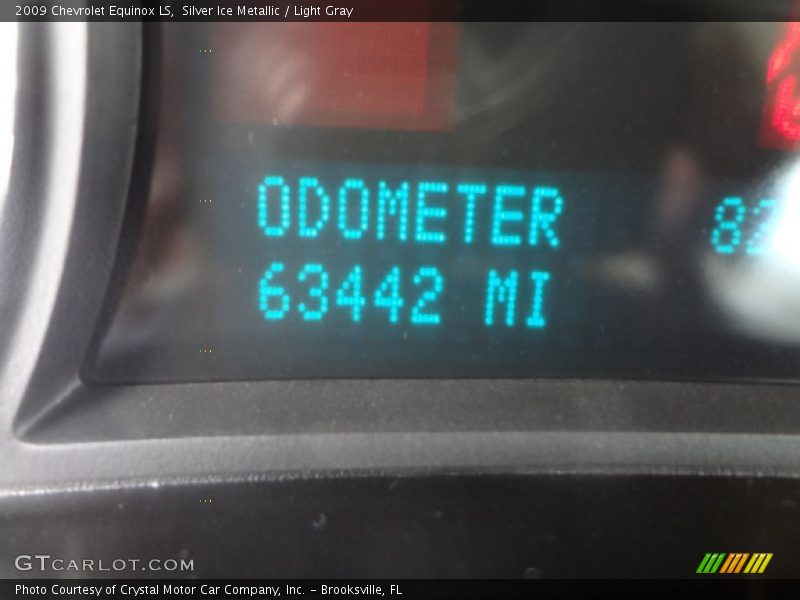 2009 Chevrolet Equinox LS,  Silver Ice Metallic / Light Gray
ODOMETER
63442 MI
GTCARLOT.COM
Photo Courtesy of Crystal Motor Car Company, Inc. – Brooksville, FL